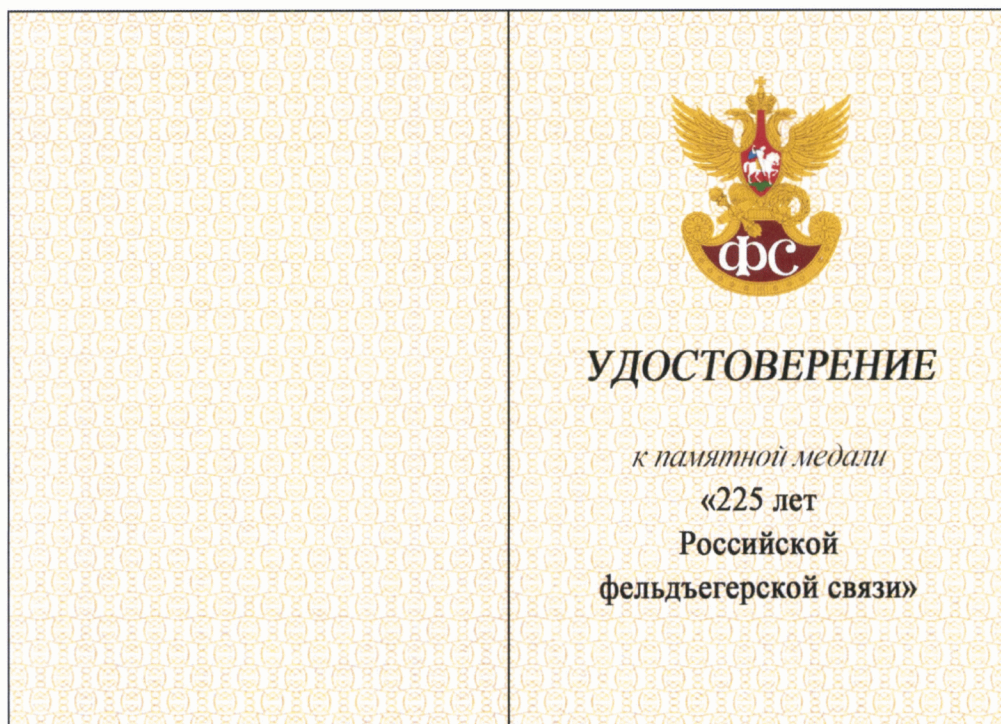 ФС
УДОСТОВЕРЕНИЕ
к памятной медали
«225 лет
Российской
фельдъегерской связи»